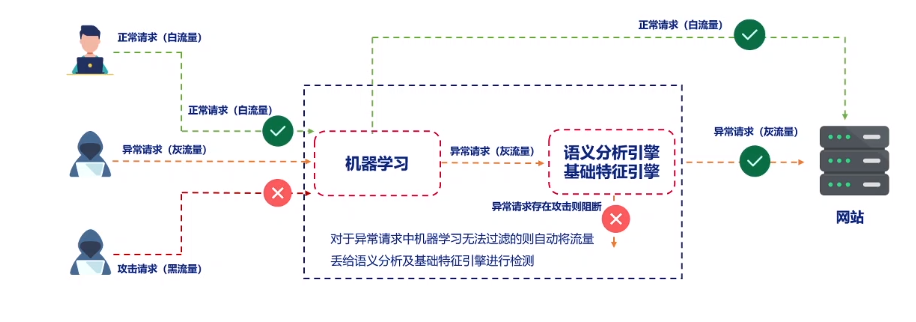 正常请求（白流量）
正常请求（白流量）
正常请求（白流量）
异常请求（灰流量）
机器学习
异常请求（灰流量）
语义分析引擎
基础特征引擎
异常请求（灰流量）
异常请求存在攻击则阻断
网站
对于异常请求中机器学习无法过滤的则自动将流量
丢给语义分析及基础特征引擎进行检测
攻击请求（黑流量）